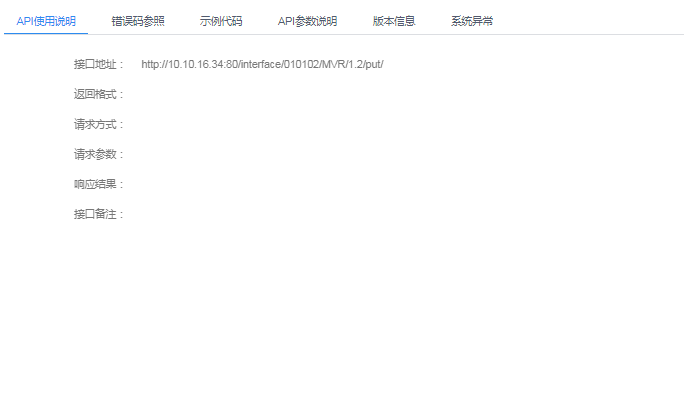 API使用说明 错误码参照 示例代码 API参数说明 版本信息 系统异常
接口地址： http://10.10.16.34:80/interface/010102/MVR/1.2/put/
返回格式：
请求方式：
请求参数：
响应结果：
接口备注：